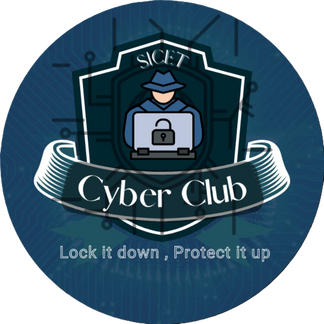 SICET
Cyber Club
Lock it down , Protect it up